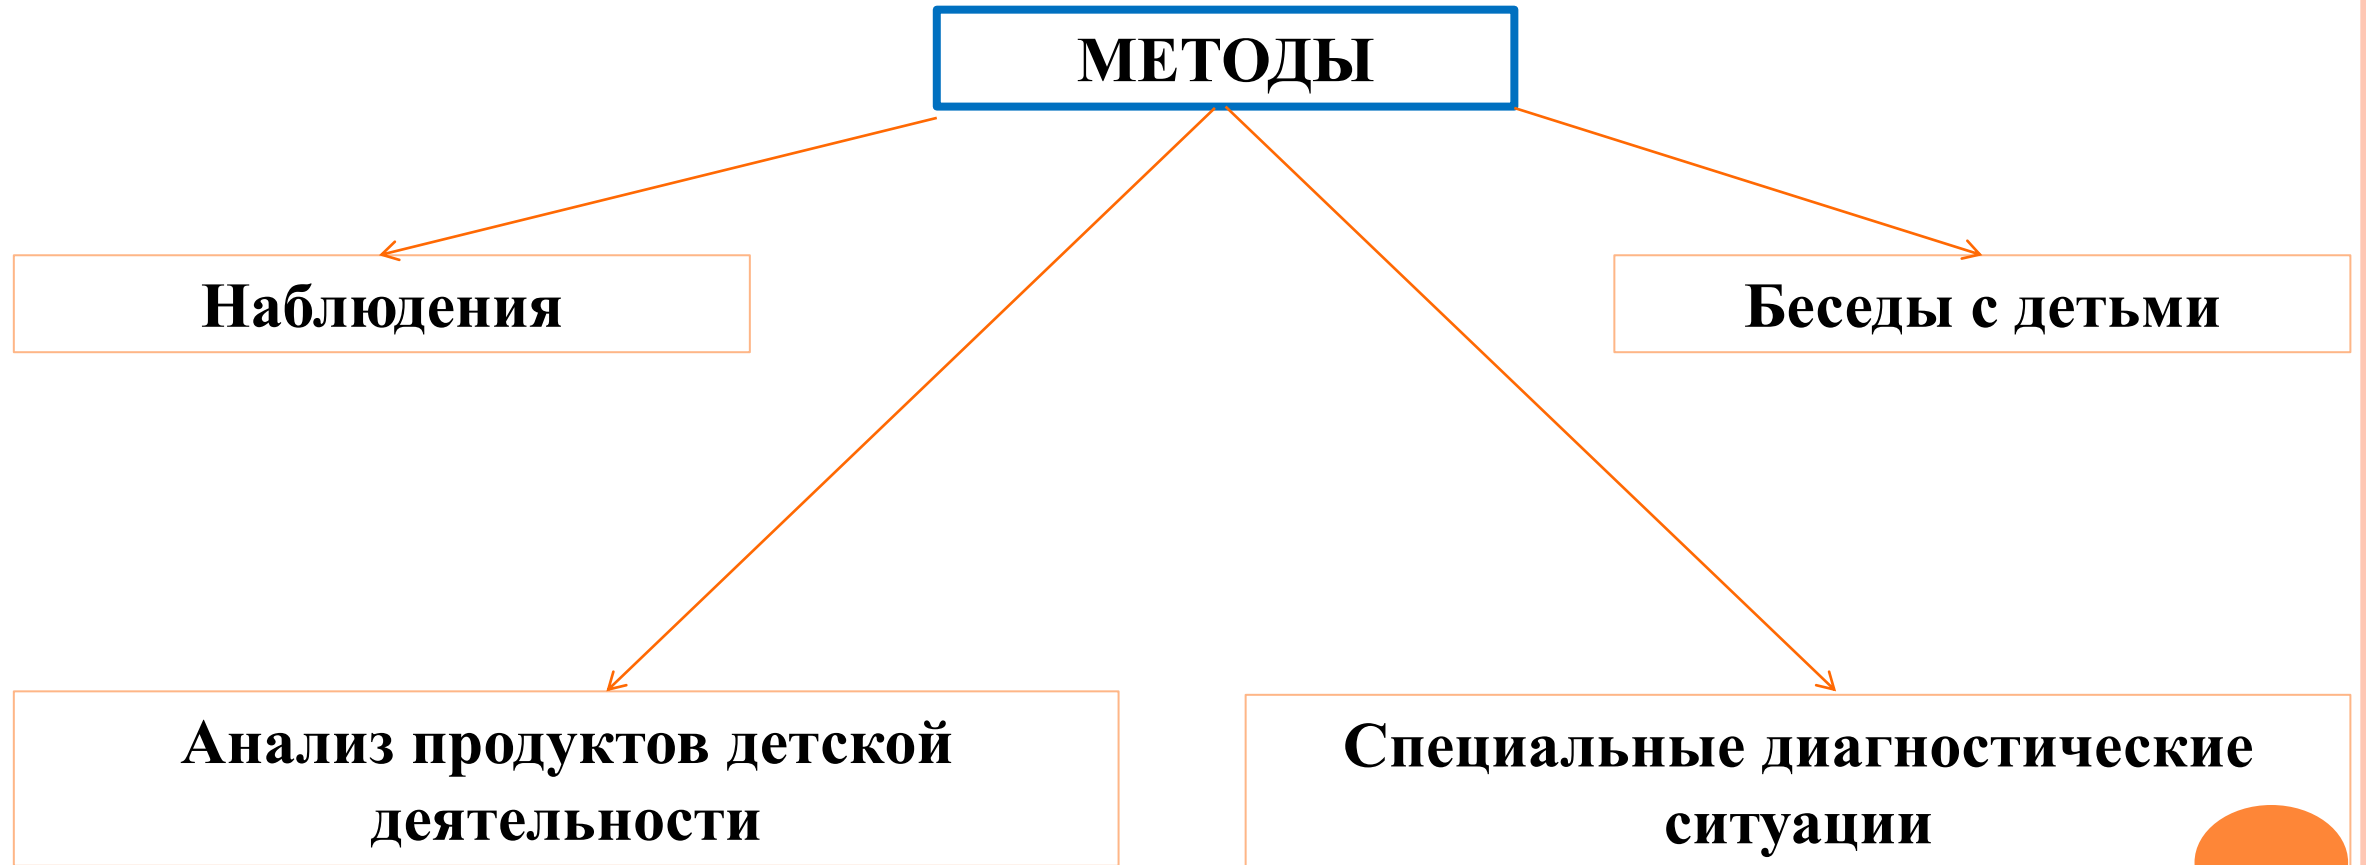 МЕТОДЫ
Наблюдения
Беседы с детьми
Анализ продуктов детской
деятельности
Специальные диагностические
ситуации